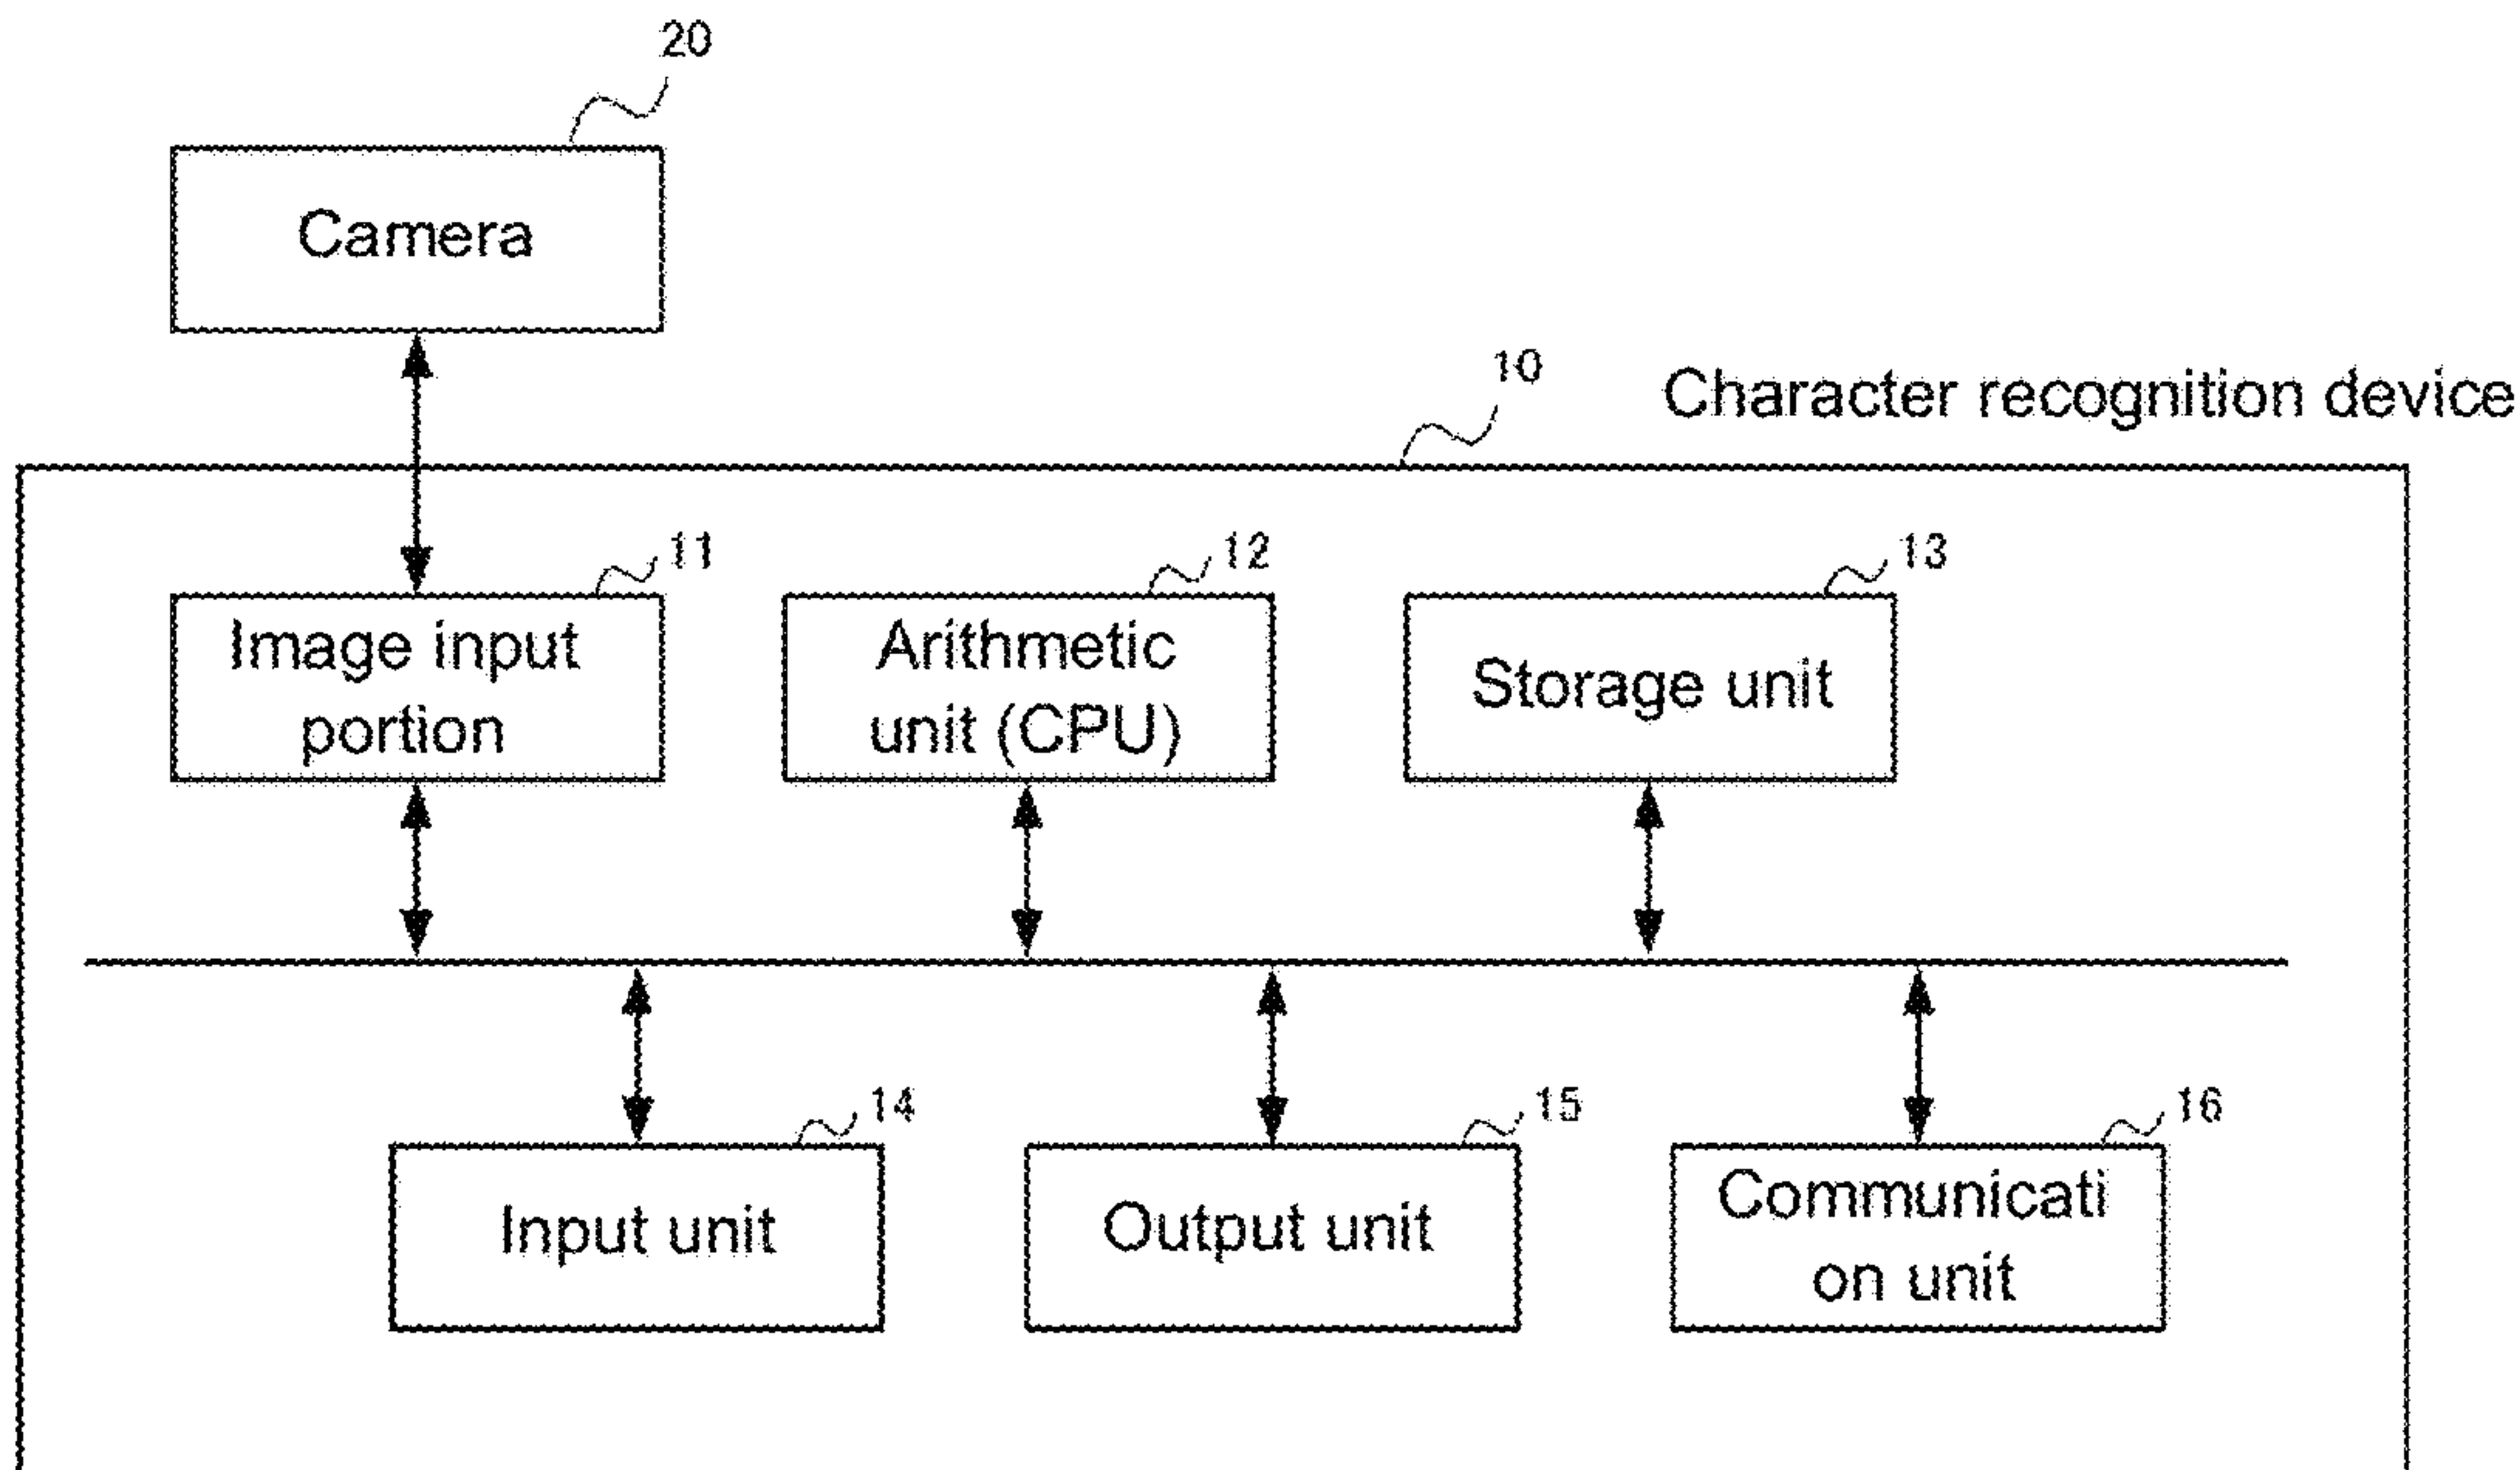 20
Camera
10
Character recognition device
11
12
13
Image input
portion
Arithmetic
unit (CPU)
Storage unit
14
15
16
Input unit
Output unit
Communicati
on unit